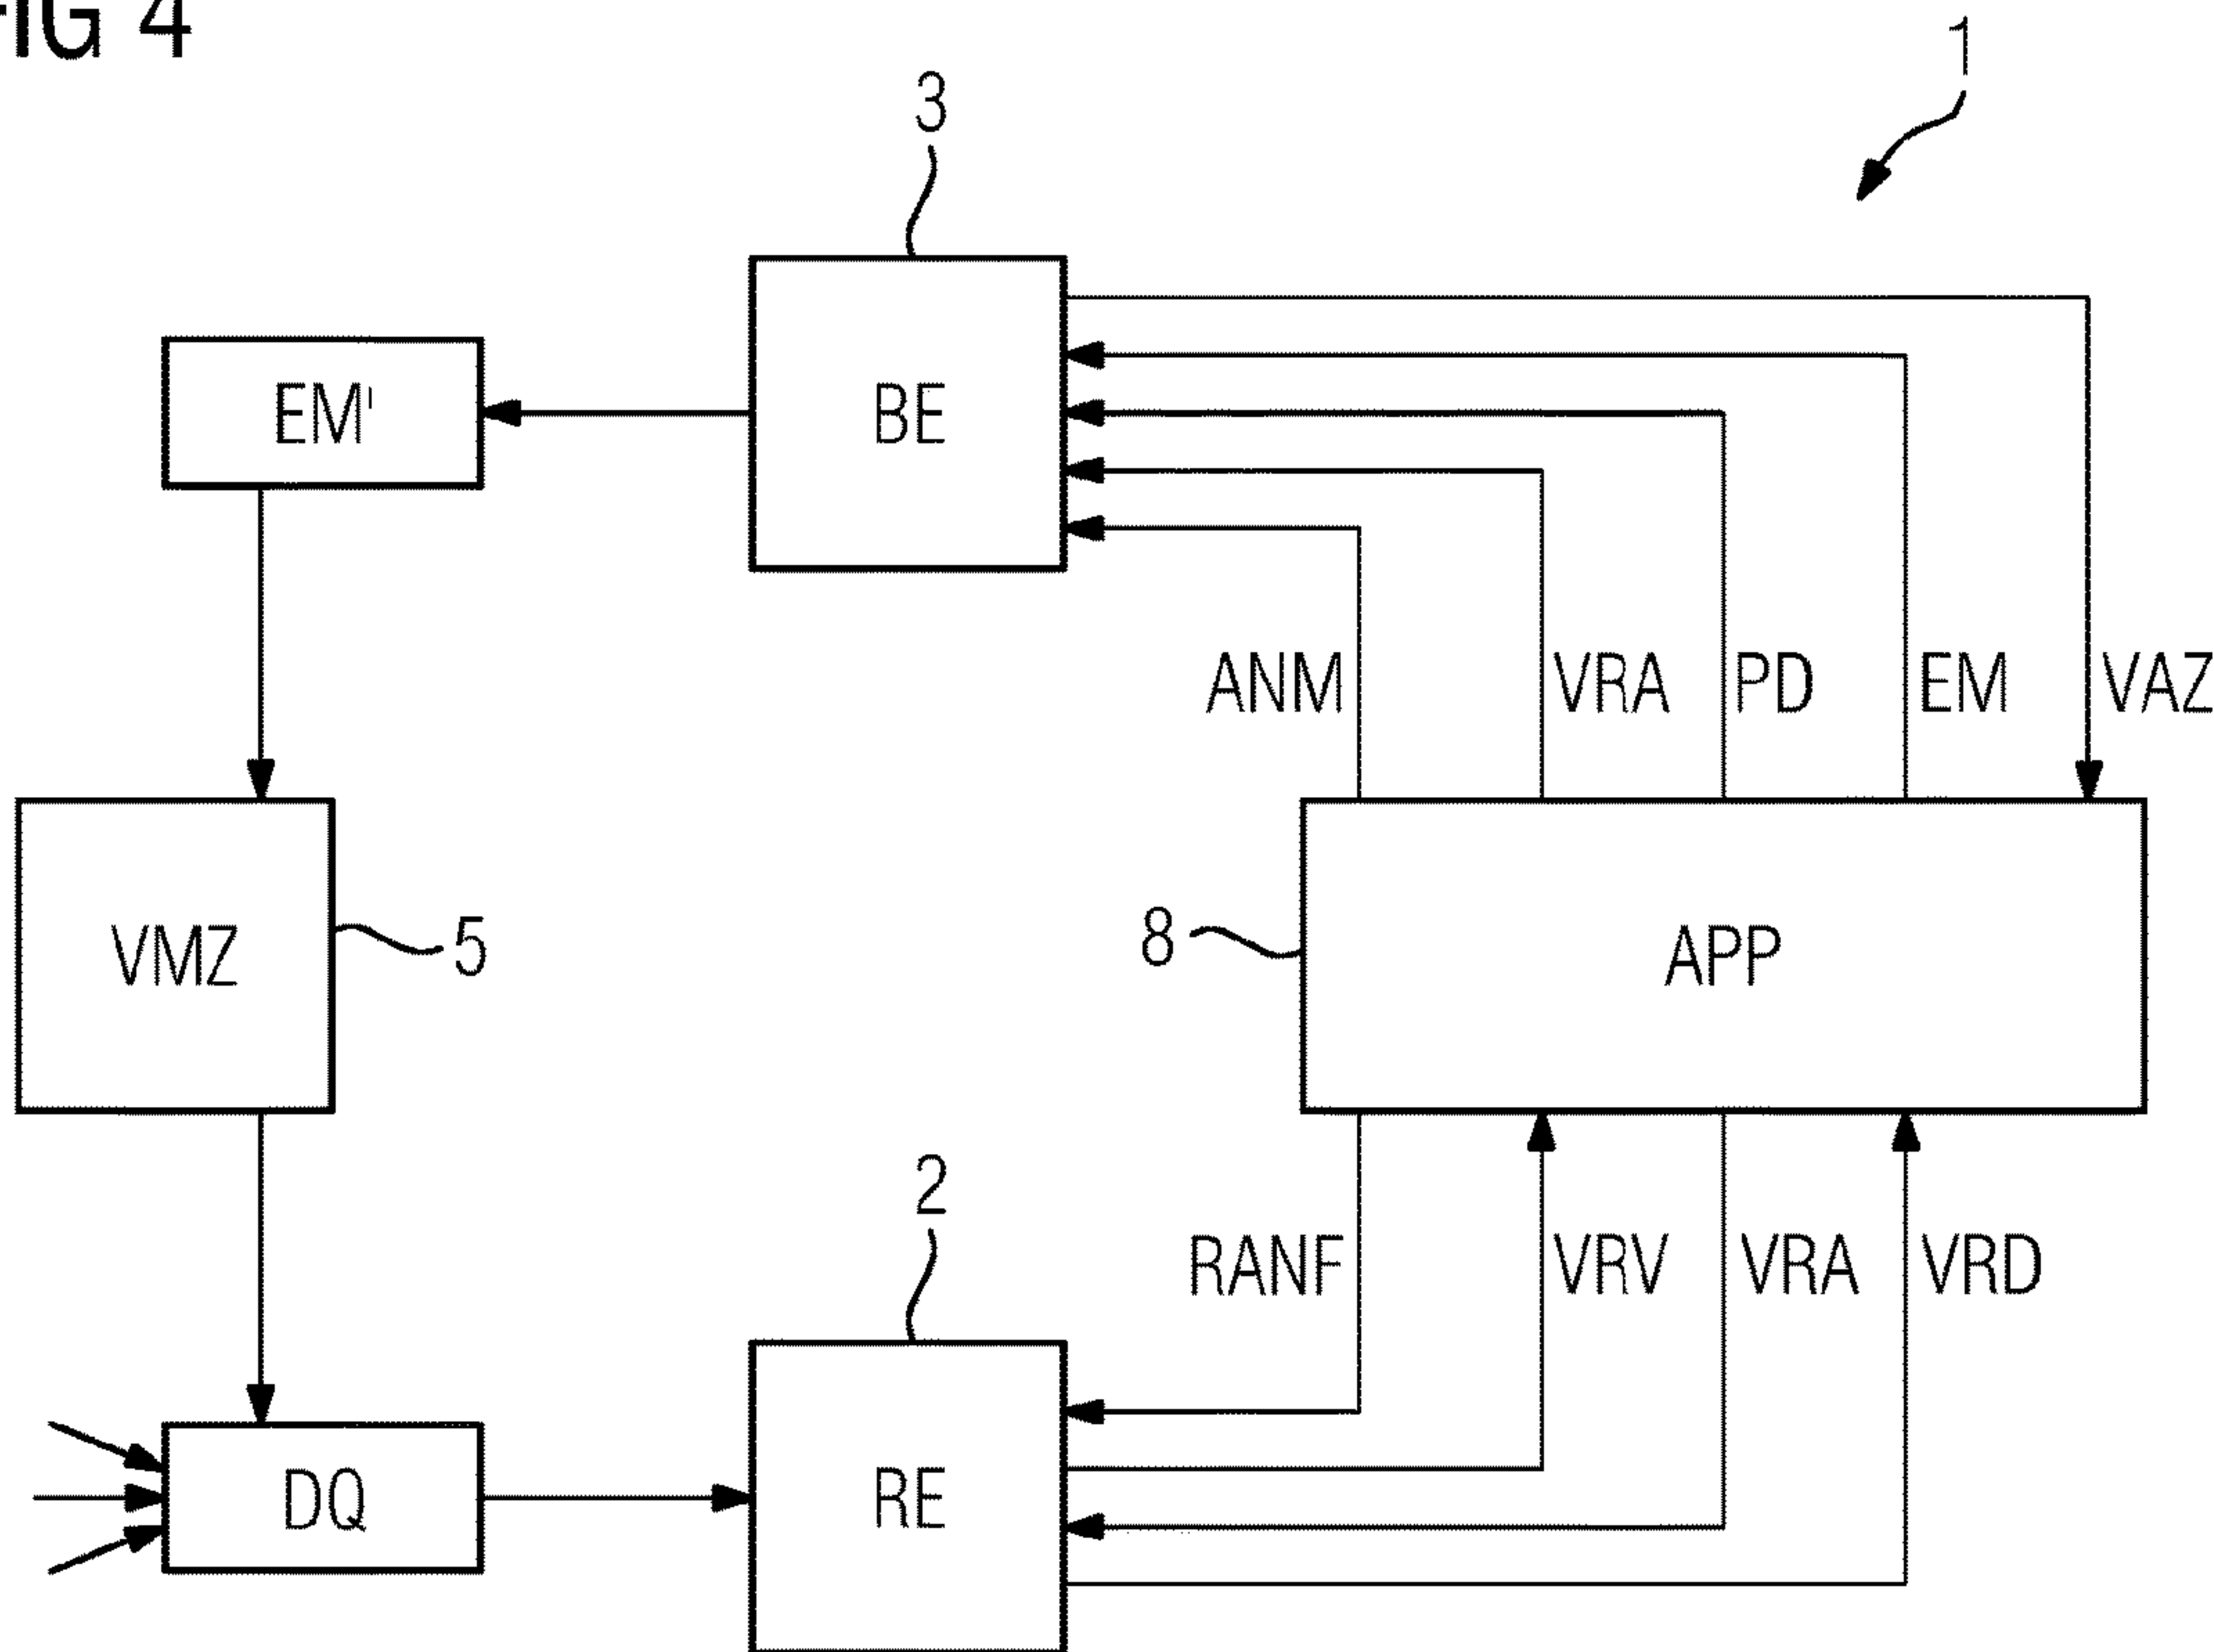 FIG 4
1
3
EM'
BE
ANM
VRA
PD
EM
VAZ
VMZ
5
8
APP
2
RANF
VRV
VRA
VRD
DQ
RE